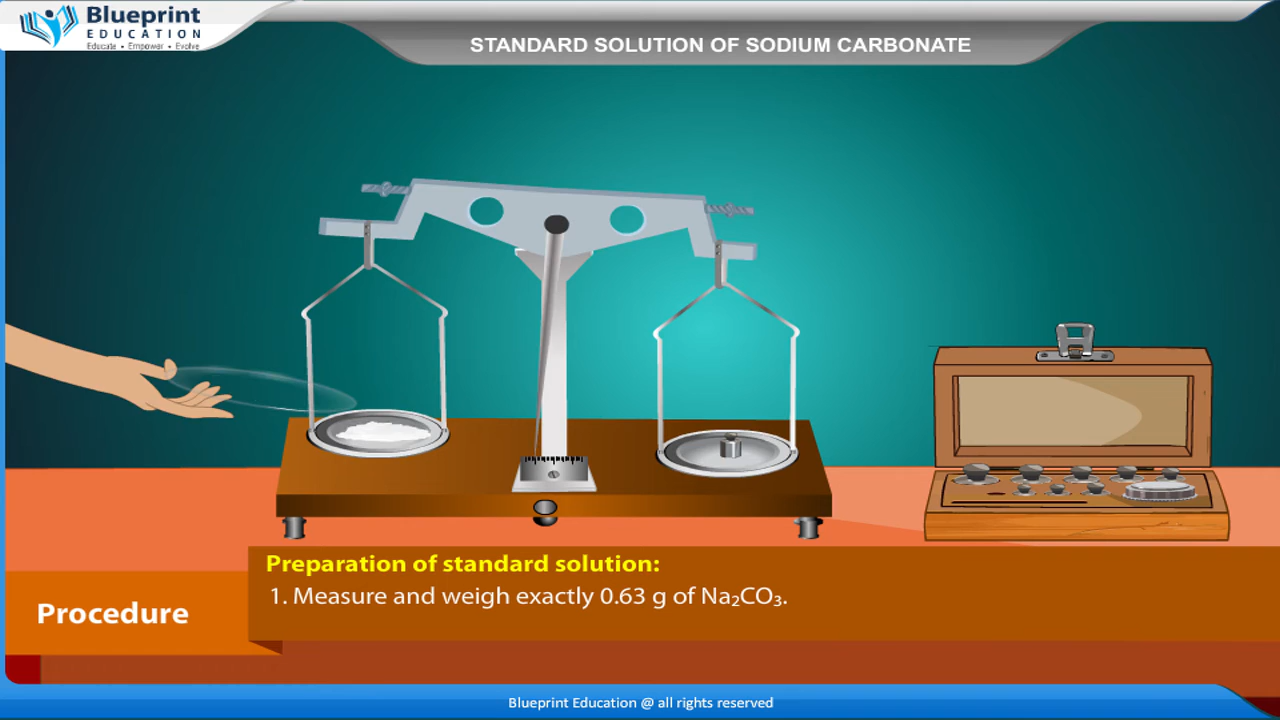 Blueprint
EDUCATION
Educate • Empower • Evolve
STANDARD SOLUTION OF SODIUM CARBONATE
Preparation of standard solution:
1. Measure and weigh exactly 0.63 g of Na₂CO₃.
Procedure
Blueprint Education @ all rights reserved